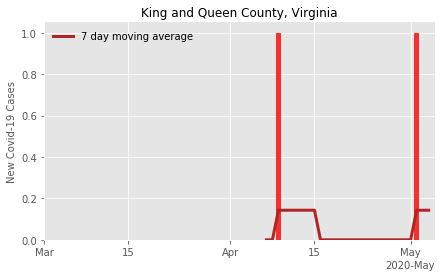 King and Queen County, Virginia
7 day moving average
New Covid-19 Cases
1.0
0.8
0.6
0.4
0.2
0.0
Mar 15 Apr 15 May
2020-May